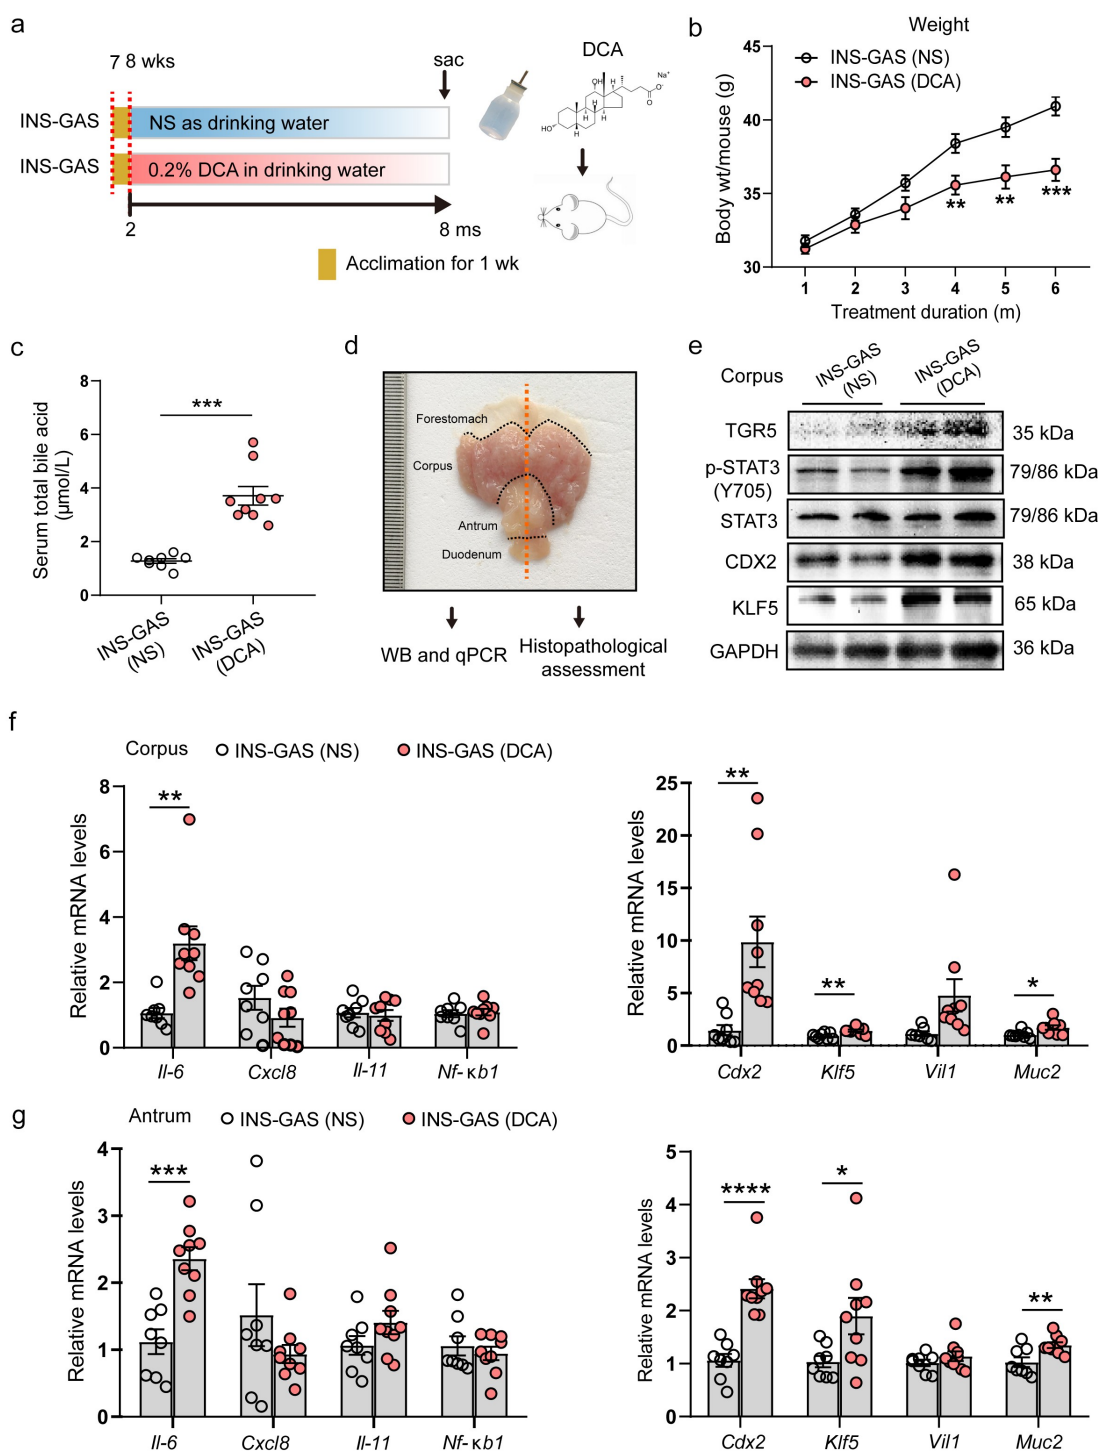 a
7 8 wks
sac
INS-GAS
NS as drinking water
INS-GAS
0.2% DCA in drinking water
2
8 ms
Acclimation for 1 wk
DCA
OH
Na⁺
O⁻
O
H
H
H
H
HO
H
b
Weight
INS-GAS (NS)
INS-GAS (DCA)
Body wt/mouse (g)
45
40
35
30
**
**
***
1 2 3 4 5 6
Treatment duration (m)
c
Serum total bile acid
(μmol/L)
8
6
4
2
0
***
INS-GAS
(NS)
INS-GAS
(DCA)
d
Forestomach
Corpus
Antrum
Duodenum
WB and qPCR
Histopathological
assessment
e
Corpus
INS-GAS
(NS)
INS-GAS
(DCA)
TGR5
35 kDa
p-STAT3
(Y705)
79/86 kDa
STAT3
79/86 kDa
CDX2
38 kDa
KLF5
65 kDa
GAPDH
36 kDa
f
Corpus
INS-GAS (NS)
INS-GAS (DCA)
Relative mRNA levels
8
6
4
2
0
**
Il-6 Cxcl8 Il-11 Nf-κb1
Relative mRNA levels
25
20
15
10
5
0
**
**
*
Cdx2 Klf5 Vil1 Muc2
g
Antrum
INS-GAS (NS)
INS-GAS (DCA)
Relative mRNA levels
4
3
2
1
0
***
Il-6 Cxcl8 Il-11 Nf-κb1
Relative mRNA levels
5
4
3
2
1
0
****
*
**
Cdx2 Klf5 Vil1 Muc2